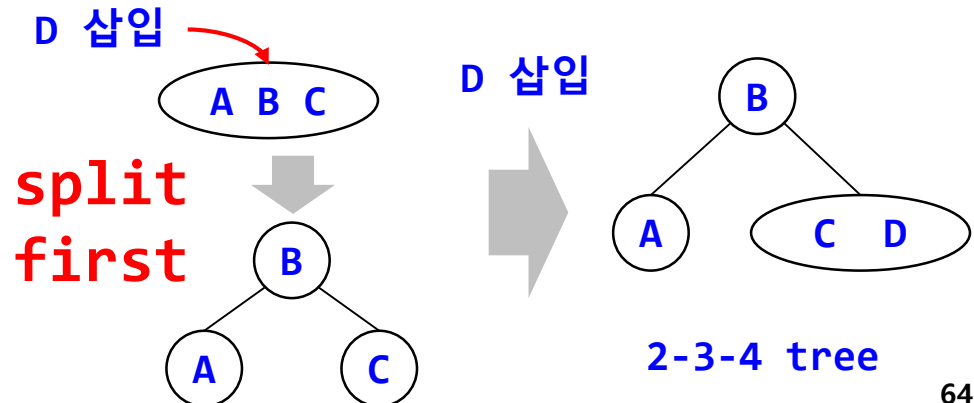 D 삽입
A B C
split
first
B
A
C
D 삽입
B
A
C D
2-3-4 tree
64